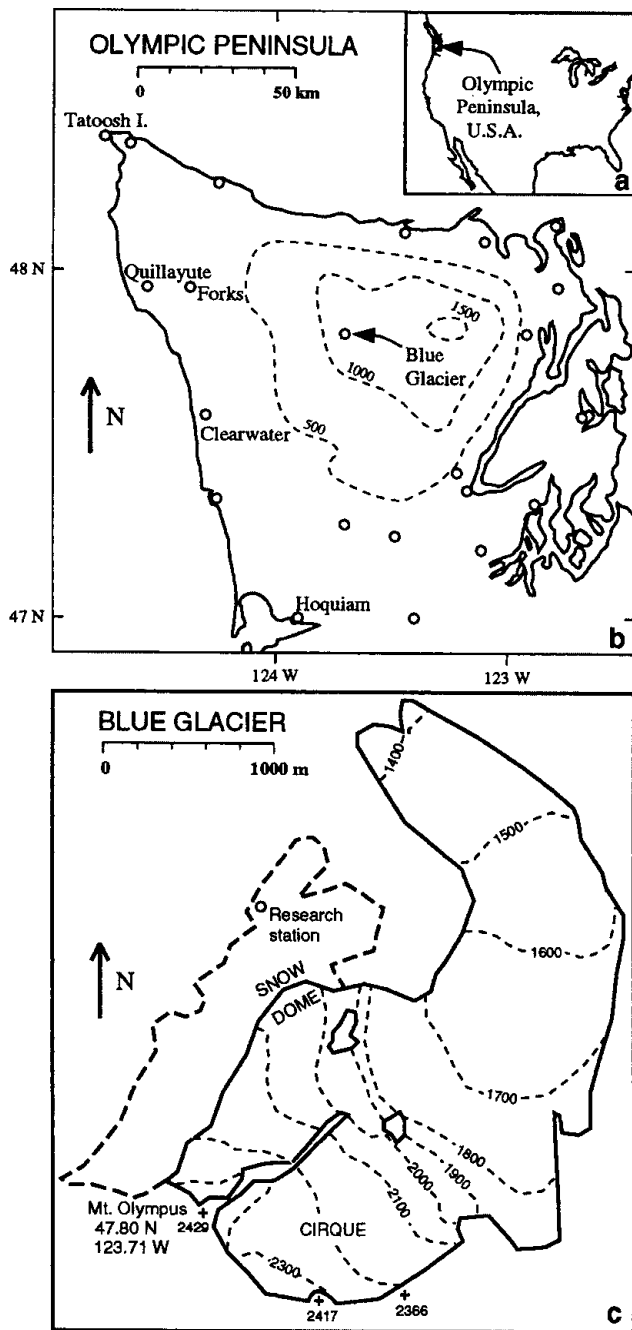 OLYMPIC PENINSULA
0 50 km
Olympic
Peninsula,
U.S.A.
a
Tatoosh I.
48 N
Quillayute
Forks
1500
Blue
Glacier
1000
N
Clearwater
500
Hoquiam
47 N
b
124 W 123 W
BLUE GLACIER
0 1000 m
1400
1500
Research
station
1600
N
SNOW
DOME
1700
1800
1900
2000
2100
Mt. Olympus
47.80 N
123.71 W
2429
CIRQUE
2300
2417
2366
c